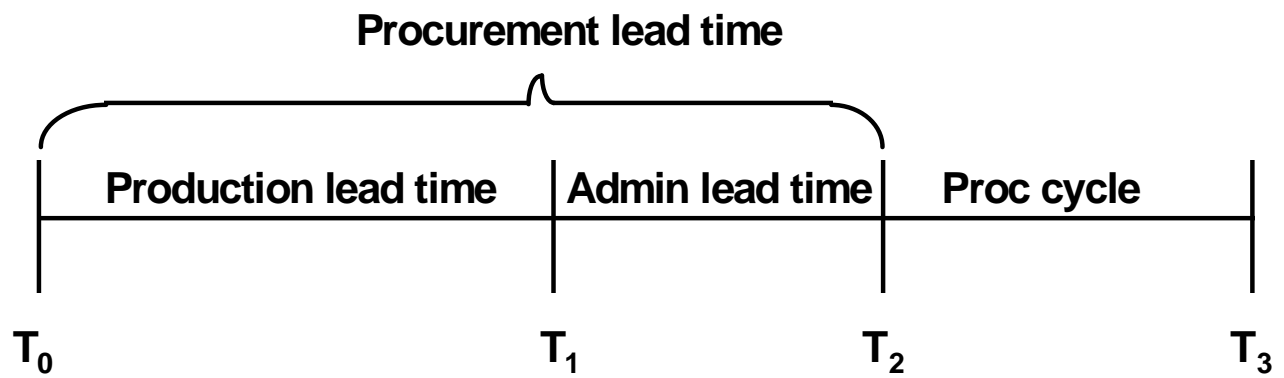 Procurement lead time
Production lead time Admin lead time Proc cycle
T₀ T₁ T₂ T₃